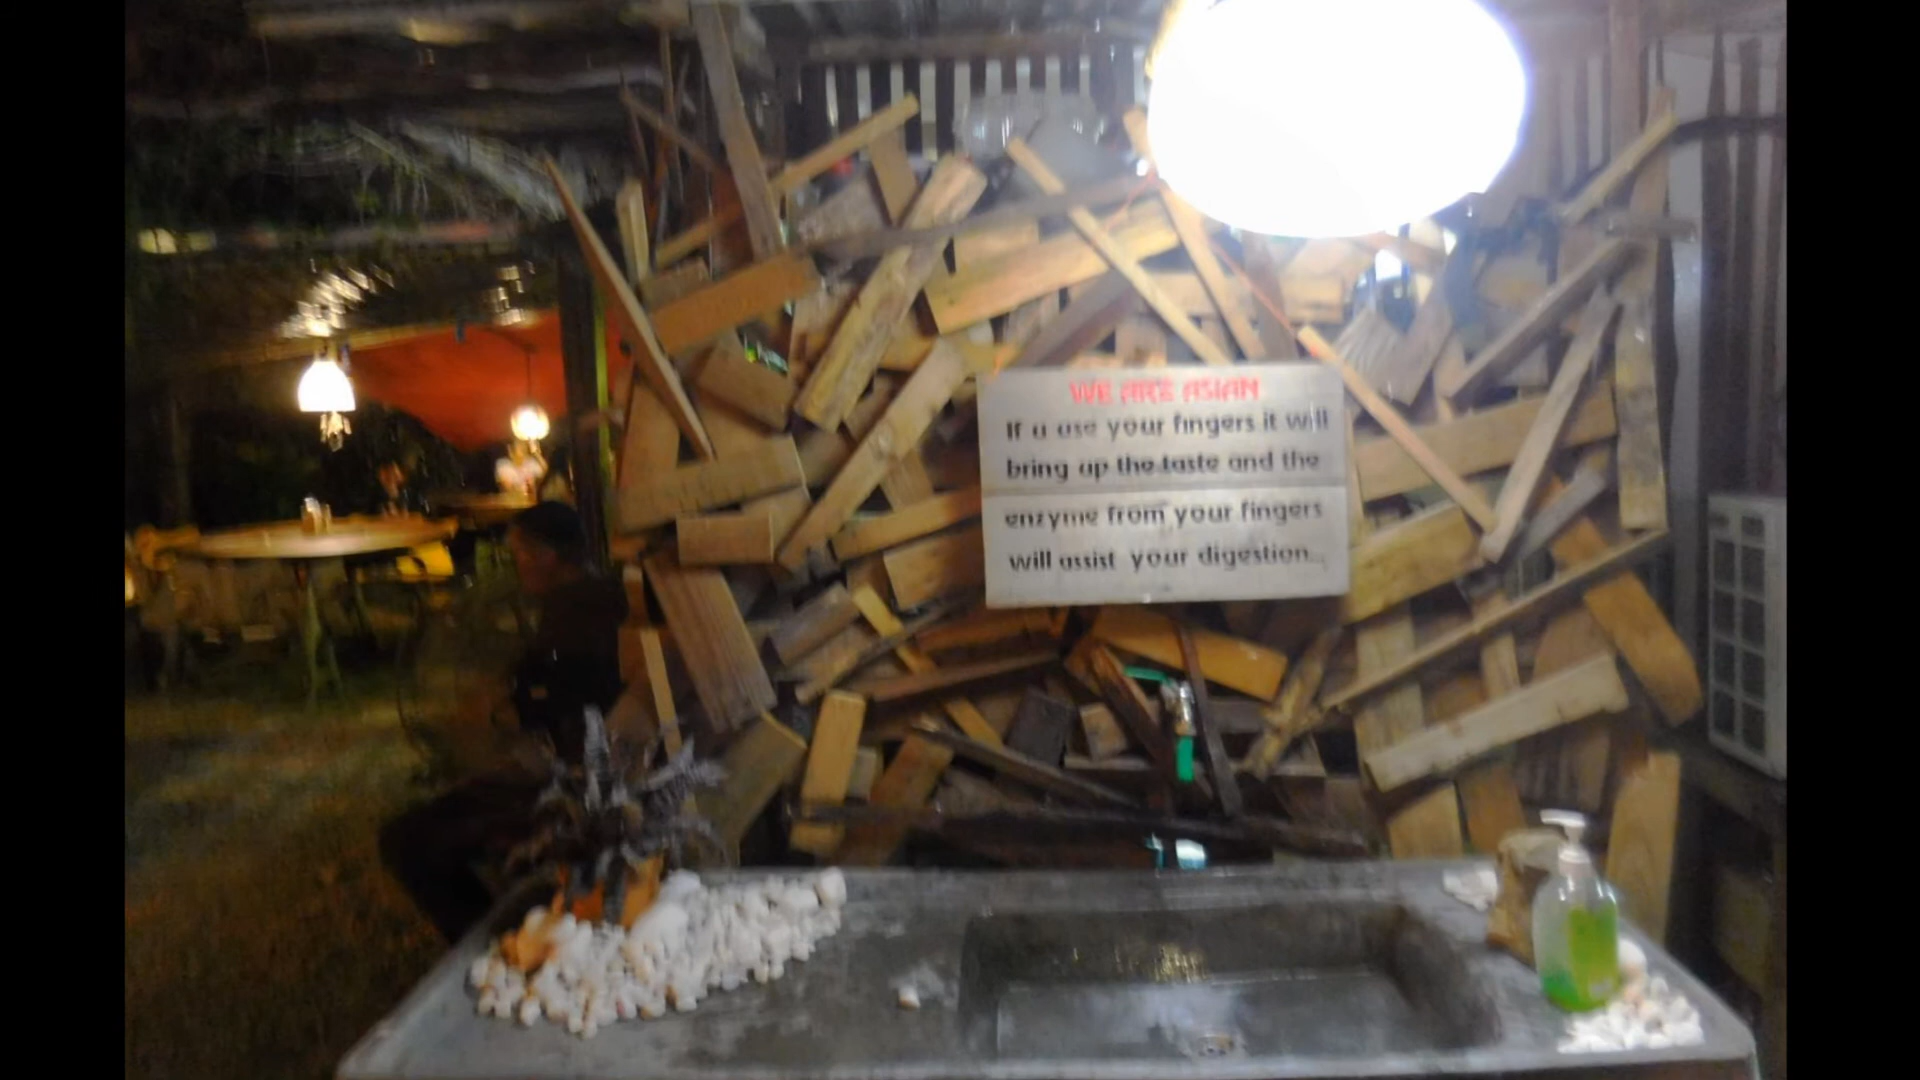 WE ARE ASIAN
If u use your fingers it will
bring up the taste and the
enzyme from your fingers
will assist your digestion...